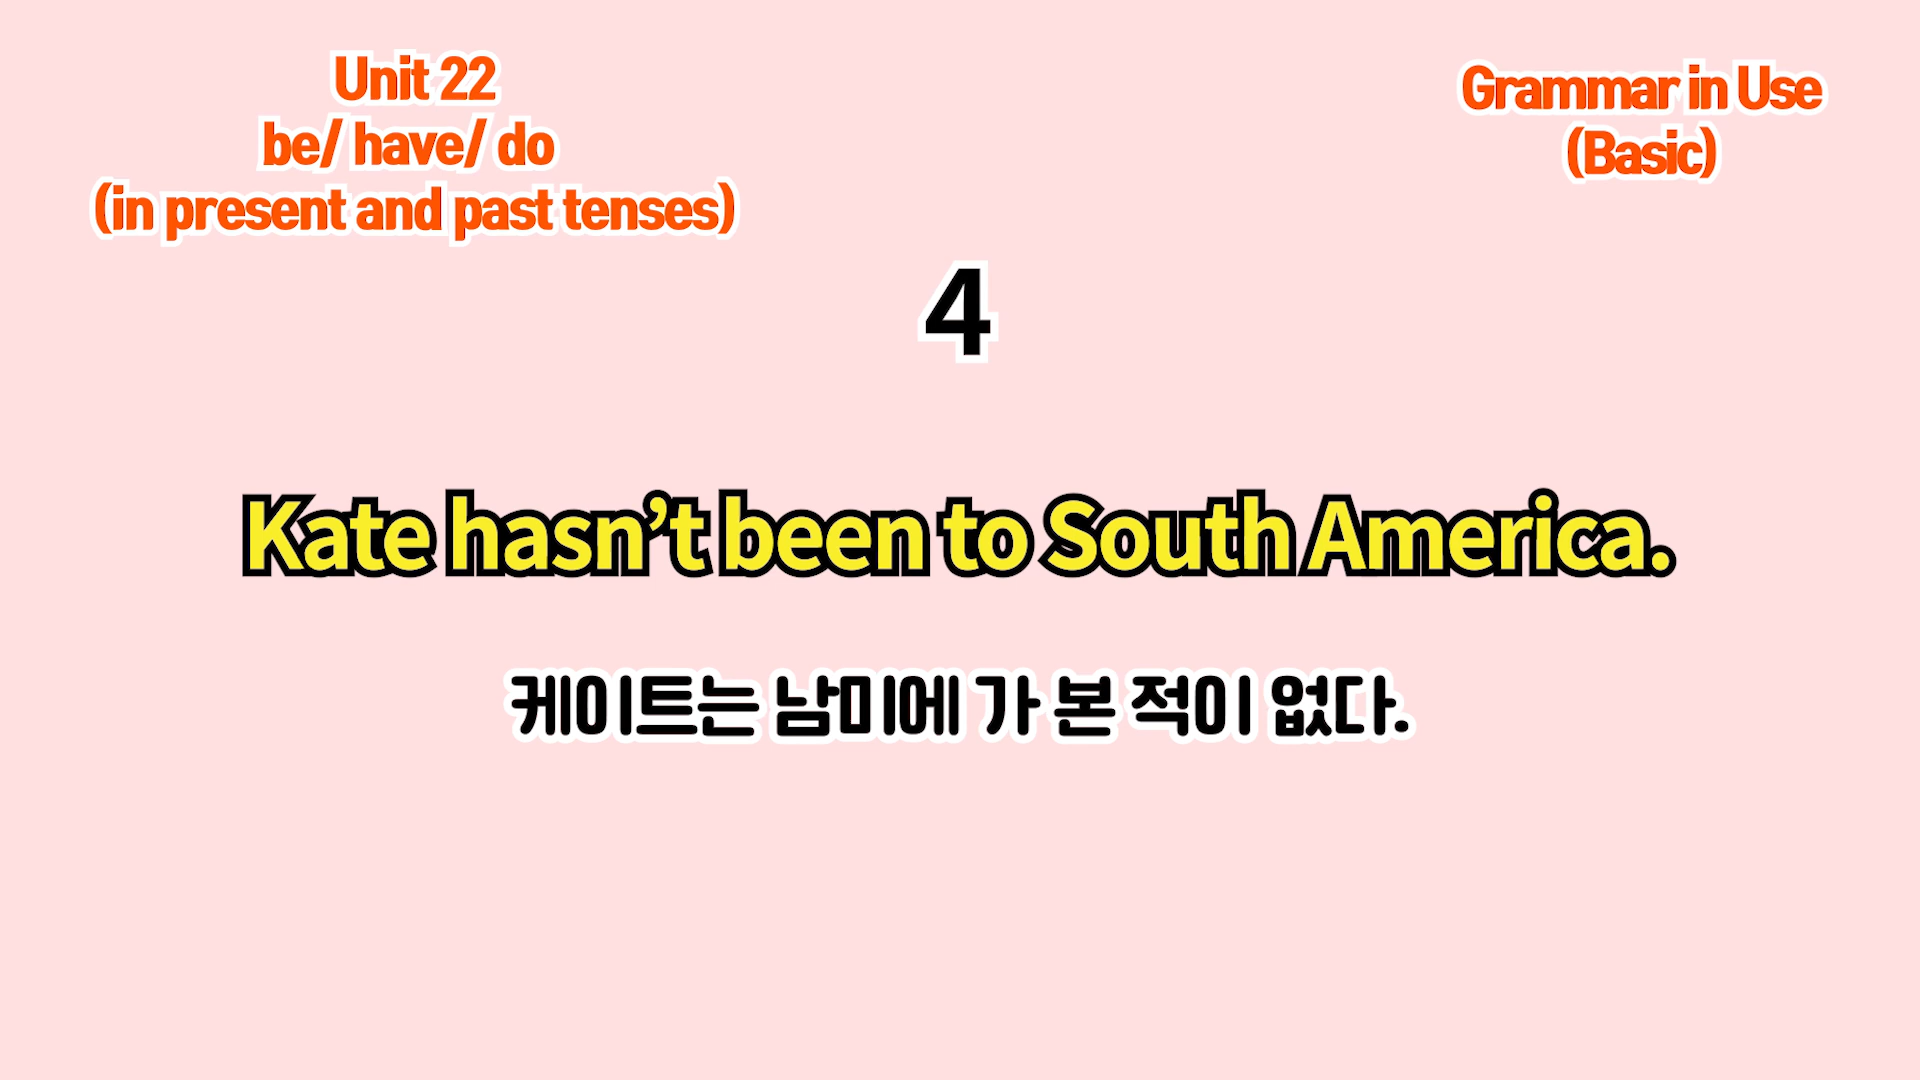 Unit 22
be/ have/ do
(in present and past tenses)
Grammar in Use
(Basic)
4
Kate hasn’t been to South America.
케이트는 남미에 가 본 적이 없다.